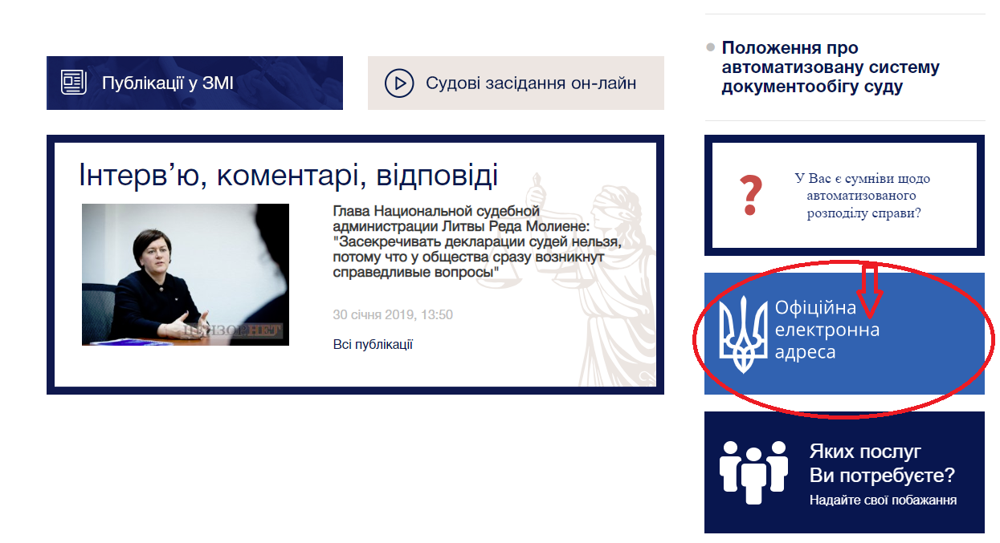 Публікації у ЗМІ
Судові засідання он-лайн
Інтерв’ю, коментарі, відповіді
Глава Национальной судебной
администрации Литвы Реда Молиене:
"Засекречивать декларации судей нельзя,
потому что у общества сразу возникнут
справедливые вопросы"
ЦЕНЗОР.НЕТ
30 січня 2019, 13:50
Всі публікації
Положення про
автоматизовану систему
документообігу суду
?
У Вас є сумніви щодо
автоматизованого
розподілу справи?
Офіційна
електронна
адреса
Яких послуг
Ви потребуєте?
Надайте свої побажання